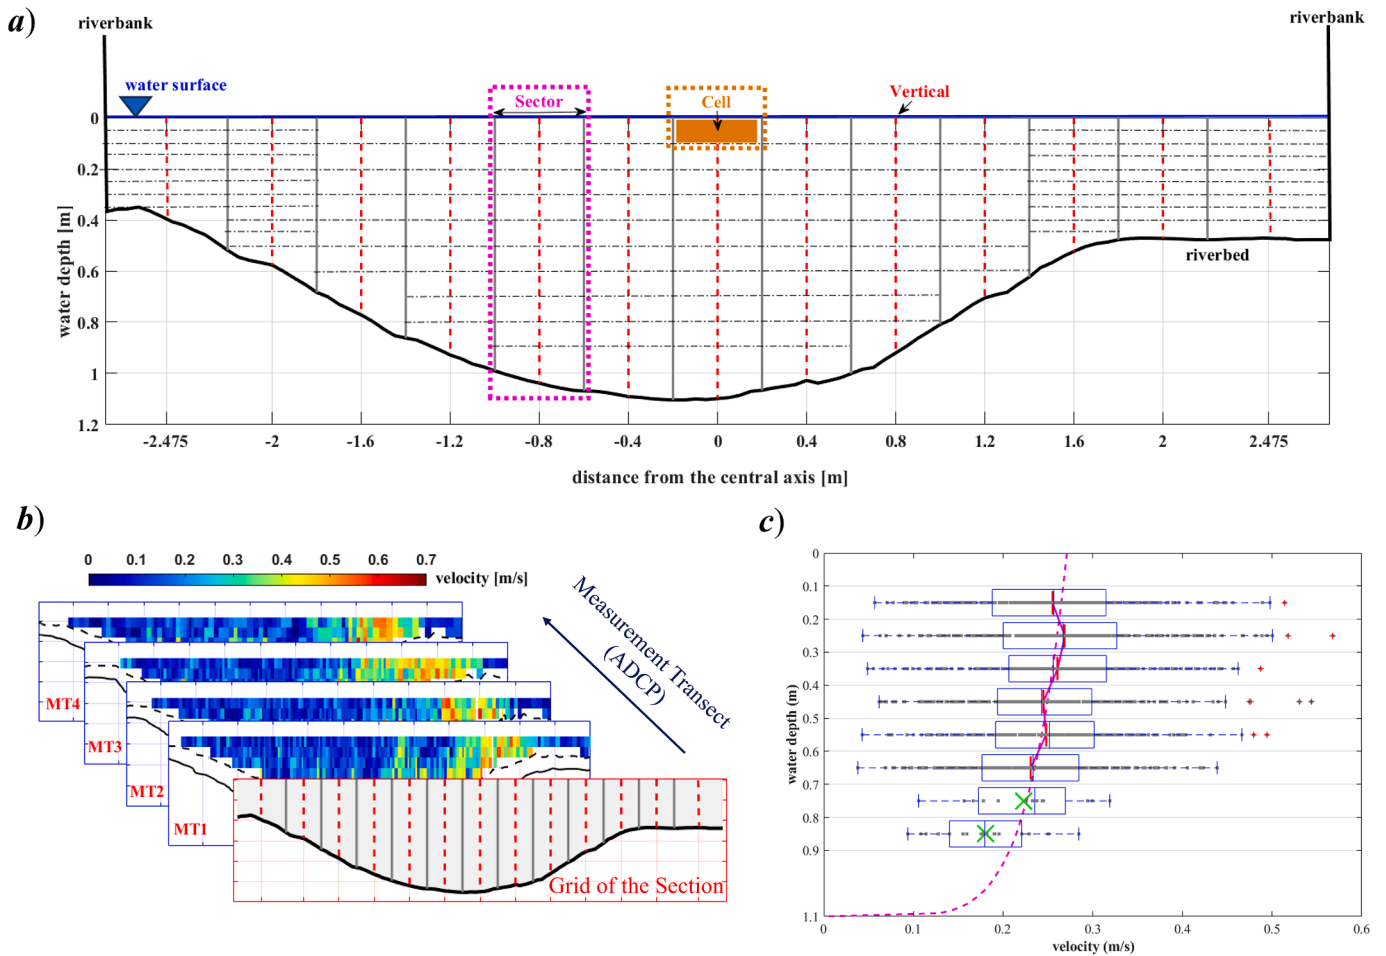 a)
riverbank
riverbank
water surface
Sector
Cell
Vertical
0
0.2
0.4
0.6
0.8
1
1.2
water depth [m]
riverbed
-2.475 -2 -1.6 -1.2 -0.8 -0.4 0 0.4 0.8 1.2 1.6 2 2.475
distance from the central axis [m]
b)
0 0.1 0.2 0.3 0.4 0.5 0.6 0.7
velocity [m/s]
Measurement Transect
(ADCP)
MT4
MT3
MT2
MT1
Grid of the Section
c)
0
0.1
0.2
0.3
0.4
0.5
0.6
0.7
0.8
0.9
1.1
water depth (m)
0 0.1 0.2 0.3 0.4 0.5 0.6
velocity (m/s)